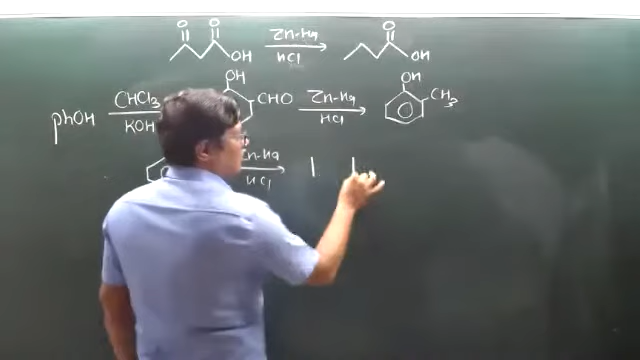 O O O
OH Zn-Hg HCl OH
OH OH
phOH CHCl3 KOH CHO Zn-Hg HCl CH3
Zn-Hg HCl